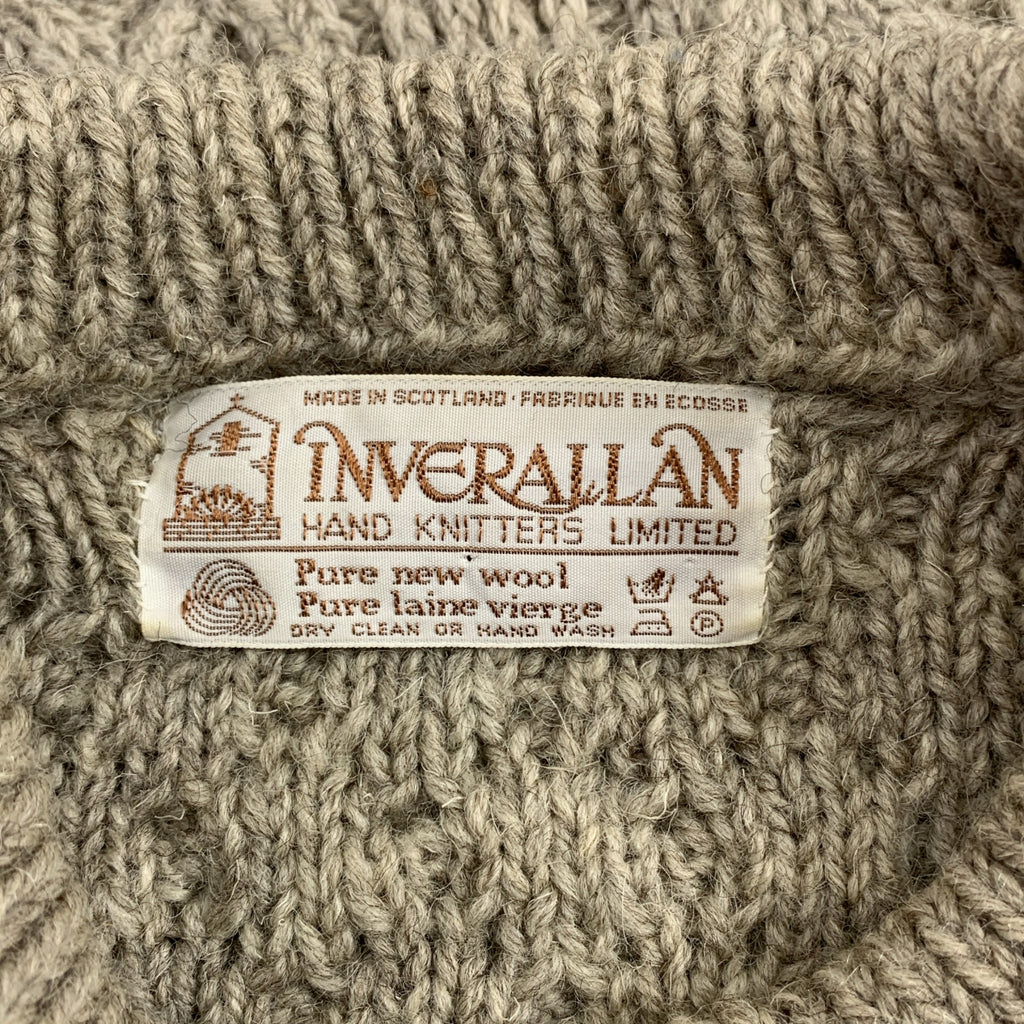 MADE IN SCOTLAND · FABRIQUE EN ECOSSE
INVERALLAN
HAND KNITTERS LIMITED
Pure new wool
Pure laine vierge
DRY CLEAN OR HAND WASH
A
P